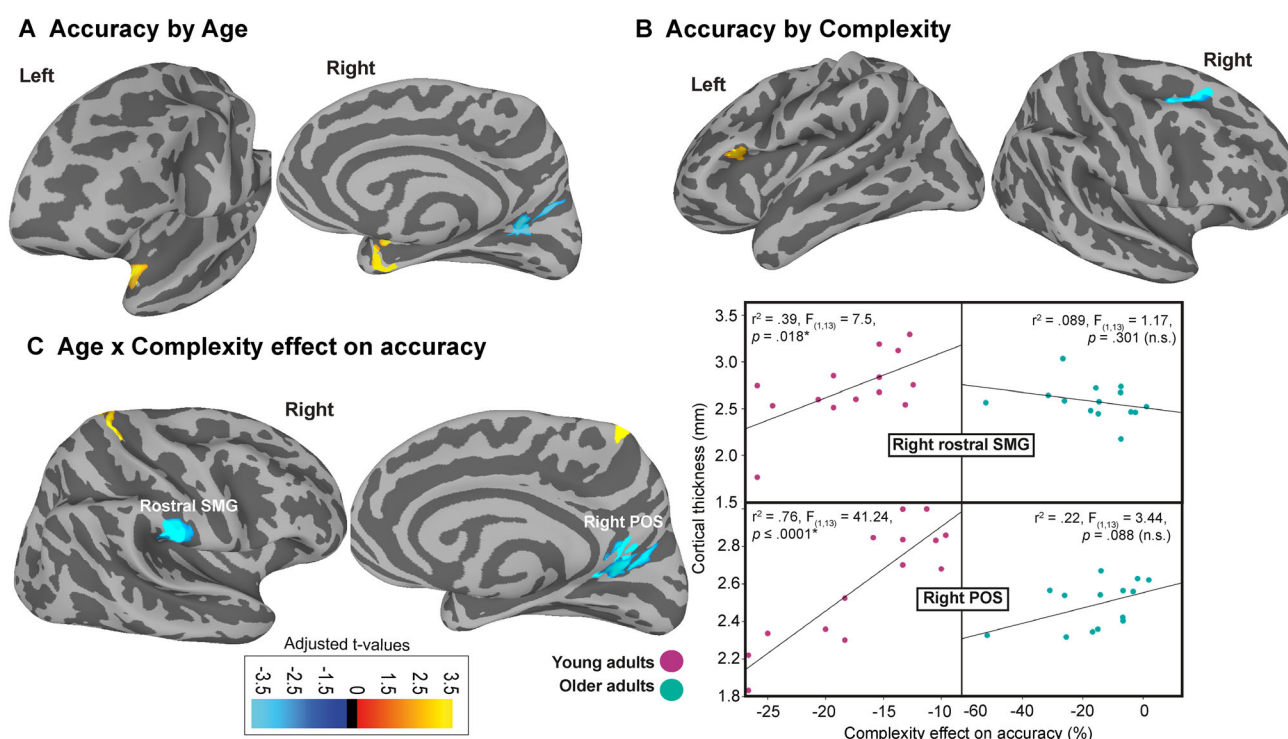 A Accuracy by Age
Left
Right
B Accuracy by Complexity
Left
Right
C Age x Complexity effect on accuracy
Right
Rostral SMG
Right POS
Adjusted t-values
-3.5 -2.5 -1.5 0 1.5 2.5 3.5
Young adults
Older adults
Cortical thickness (mm)
3.5
3.0
2.5
2.0
1.5
r² = .39, F(1,13) = 7.5,
p = .018*
r² = .089, F(1,13) = 1.17,
p = .301 (n.s.)
Right rostral SMG
2.8
2.6
2.4
2.2
1.8
r² = .76, F(1,13) = 41.24,
p ≤ .0001*
r² = .22, F(1,13) = 3.44,
p = .088 (n.s.)
Right POS
-25 -20 -15 -10 -60 -40 -20 0
Complexity effect on accuracy (%)